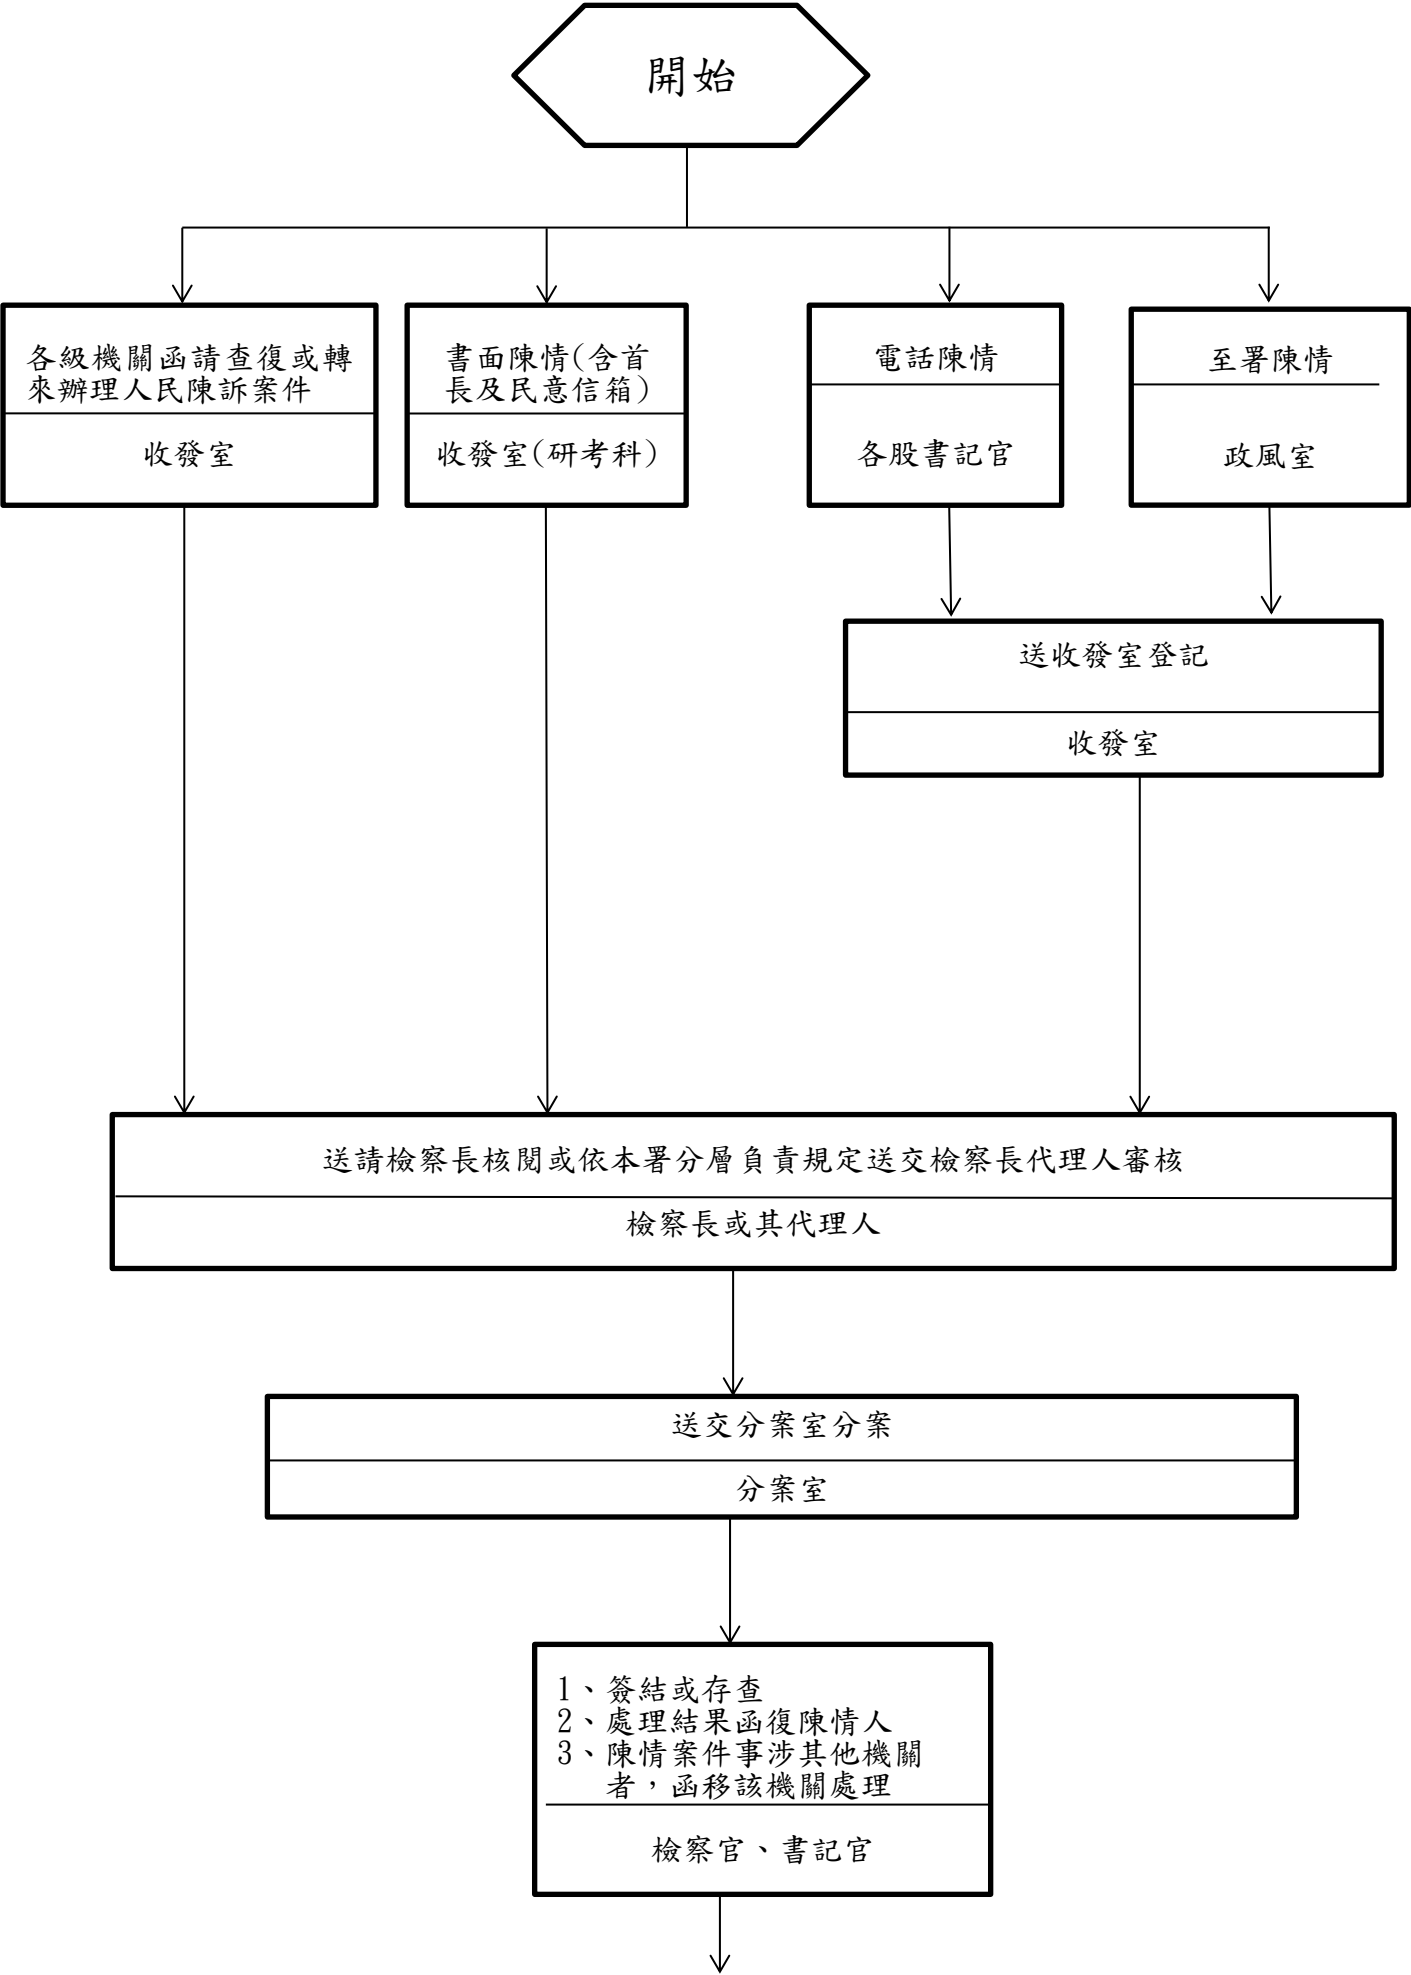 開始
各級機關函請查復或轉
來辦理人民陳訴案件
收發室
書面陳情(含首
長及民意信箱)
收發室(研考科)
電話陳情
各股書記官
至署陳情
政風室
送收發室登記
收發室
送請檢察長核閱或依本署分層負責規定送交檢察長代理人審核
檢察長或其代理人
送交分案室分案
分案室
1、簽結或存查
2、處理結果函復陳情人
3、陳情案件事涉其他機關
者，函移該機關處理
檢察官、書記官